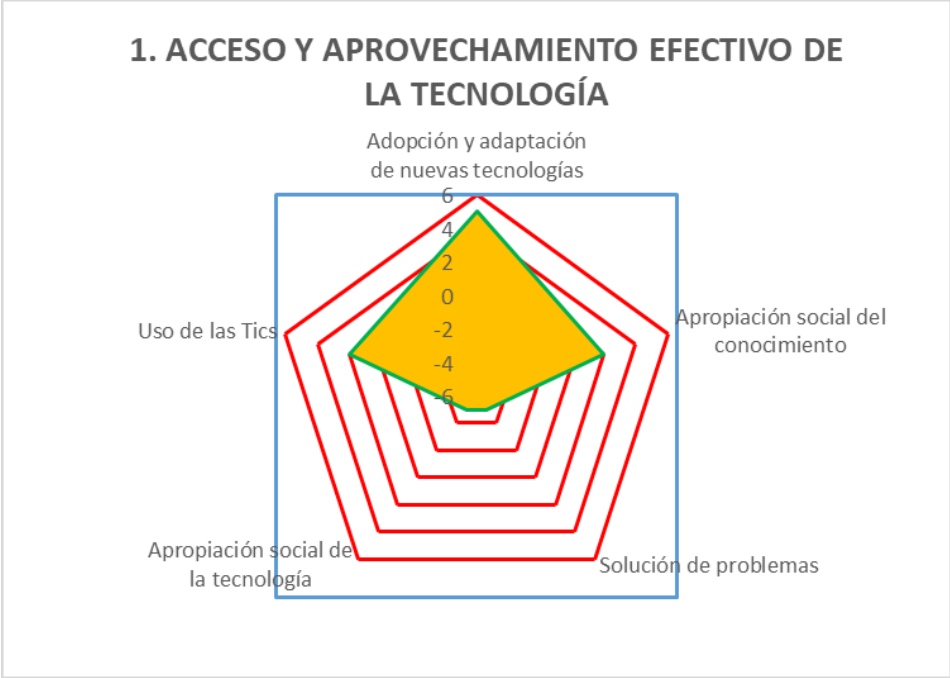 1. ACCESO Y APROVECHAMIENTO EFECTIVO DE
LA TECNOLOGÍA
Adopción y adaptación
de nuevas tecnologías
6
4
2
0
-2
-4
-6
Uso de las Tics
Apropiación social del
conocimiento
Apropiación social de
la tecnología
Solución de problemas